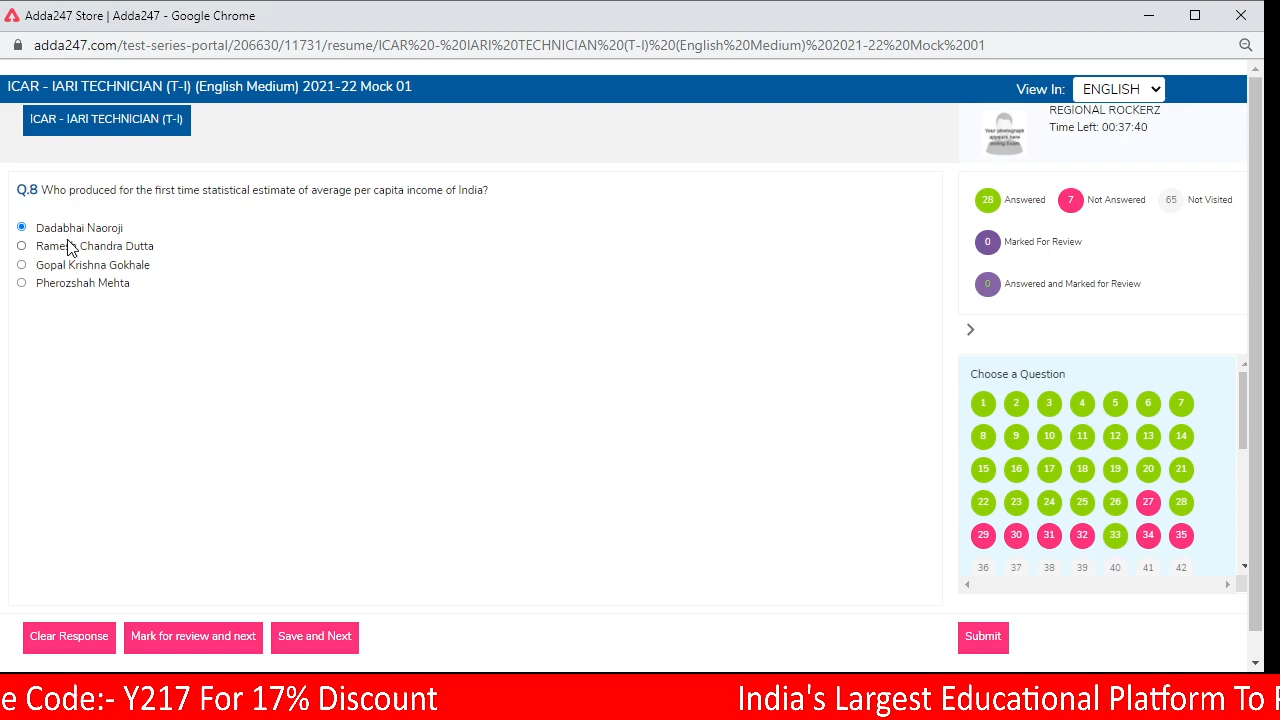 Adda247 Store | Adda247 - Google Chrome
adda247.com/test-series-portal/206630/11731/resume/ICAR%20-%20IARI%20TECHNICIAN%20(T-I)%20(English%20Medium)%202021-22%20Mock%2001
ICAR - IARI TECHNICIAN (T-I) (English Medium) 2021-22 Mock 01
View In: ENGLISH
ICAR - IARI TECHNICIAN (T-I)
REGIONAL ROCKERZ
Time Left: 00:37:40
Your photograph
appears here
during Exam
Q.8 Who produced for the first time statistical estimate of average per capita income of India?
Dadabhai Naoroji
Ramesh Chandra Dutta
Gopal Krishna Gokhale
Pherozshah Mehta
28 Answered 7 Not Answered 65 Not Visited
0 Marked For Review
0 Answered and Marked for Review
Choose a Question
1 2 3 4 5 6 7
8 9 10 11 12 13 14
15 16 17 18 19 20 21
22 23 24 25 26 27 28
29 30 31 32 33 34 35
36 37 38 39 40 41 42
Clear Response Mark for review and next Save and Next Submit
e Code:- Y217 For 17% Discount India's Largest Educational Platform To